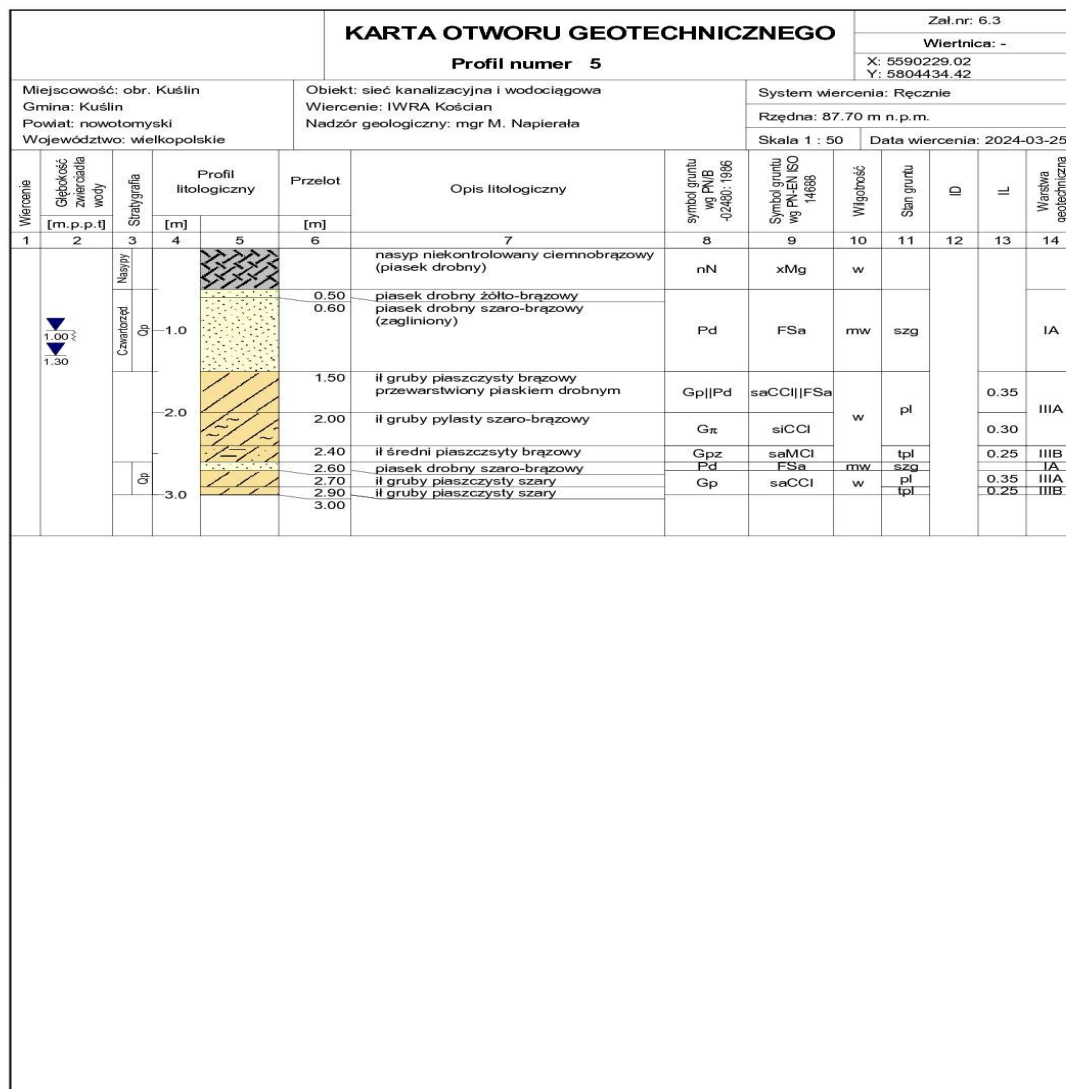 KARTA OTWORU GEOTECHNICZNEGO
Profil numer 5
Zał.nr: 6.3
Wiertnica: -
X: 5590229.02
Y: 5804434.42
Miejscowość: obr. Kuślin
Gmina: Kuślin
Powiat: nowotomyski
Województwo: wielkopolskie
Obiekt: sieć kanalizacyjna i wodociągowa
Wiercenie: IWRA Kościan
Nadzór geologiczny: mgr M. Napierała
System wiercenia: Ręcznie
Rzędna: 87.70 m n.p.m.
Skala 1 : 50 Data wiercenia: 2024-03-25
Wiercenie
Głębokość zwierciadła wody
[m.p.p.t]
Stratygrafia
Profil litologiczny
[m]
Przelot
[m]
Opis litologiczny
symbol gruntu wg PN/B -02480: 1986
Symbol gruntu wg PN-EN ISO 14688
Wilgotność
Stan gruntu
ID
IL
Warstwa geotechniczna
1 2 3 4 5 6 7 8 9 10 11 12 13 14
Nasypy
nasyp niekontrolowany ciemnobrązowy
(piasek drobny)
nN xMg w
0.50 piasek drobny żółto-brązowy
0.60 piasek drobny szaro-brązowy
(zagliniony)
Czwartorzęd
Qp
1.00
1.30
1.0
Pd FSa mw szg IA
1.50 ił gruby piaszczysty brązowy
przewarstwiony piaskiem drobnym
Gp||Pd saCCl||FSa 0.35
2.0
w pl IIIA
2.00 ił gruby pylasty szaro-brązowy
Gπ siCCl 0.30
2.40 ił średni piaszczsyty brązowy Gpz saMCl tpl 0.25 IIIB
2.60 piasek drobny szaro-brązowy Pd FSa mw szg IA
Qp
2.70 ił gruby piaszczysty szary Gp saCCl w pl 0.35 IIIA
2.90 ił gruby piaszczysty szary tpl 0.25 IIIB
3.0
3.00